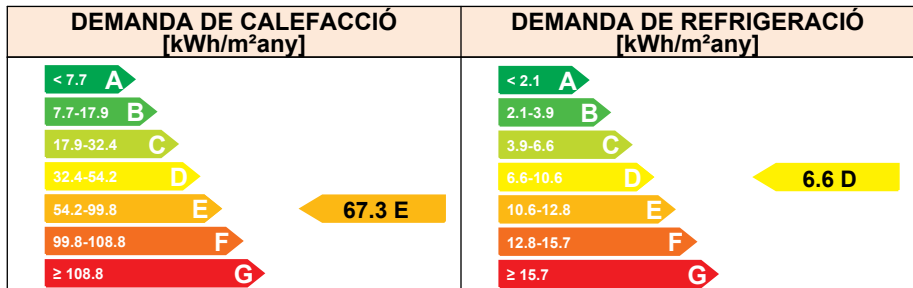 DEMANDA DE CALEFACCIÓ
[kWh/m²any]
< 7.7 A
7.7-17.9 B
17.9-32.4 C
32.4-54.2 D
54.2-99.8 E
67.3 E
99.8-108.8 F
≥ 108.8 G
DEMANDA DE REFRIGERACIÓ
[kWh/m²any]
< 2.1 A
2.1-3.9 B
3.9-6.6 C
6.6-10.6 D
6.6 D
10.6-12.8 E
12.8-15.7 F
≥ 15.7 G